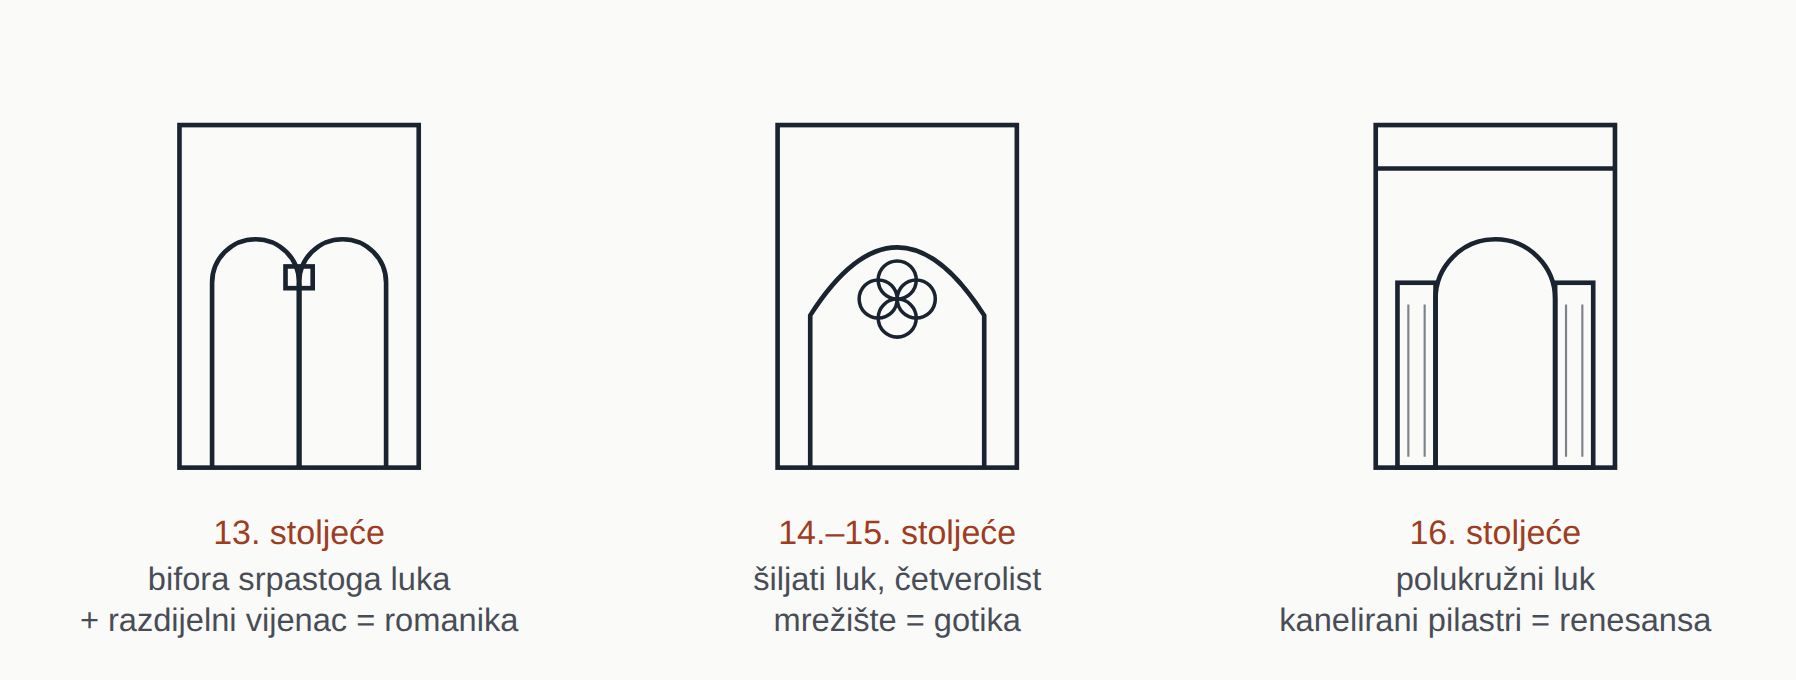 13. stoljeće
bifora srpastoga luka
+ razdijelni vijenac = romanika
14.–15. stoljeće
šiljati luk, četverolist
mrežište = gotika
16. stoljeće
polukružni luk
kanelirani pilastri = renesansa